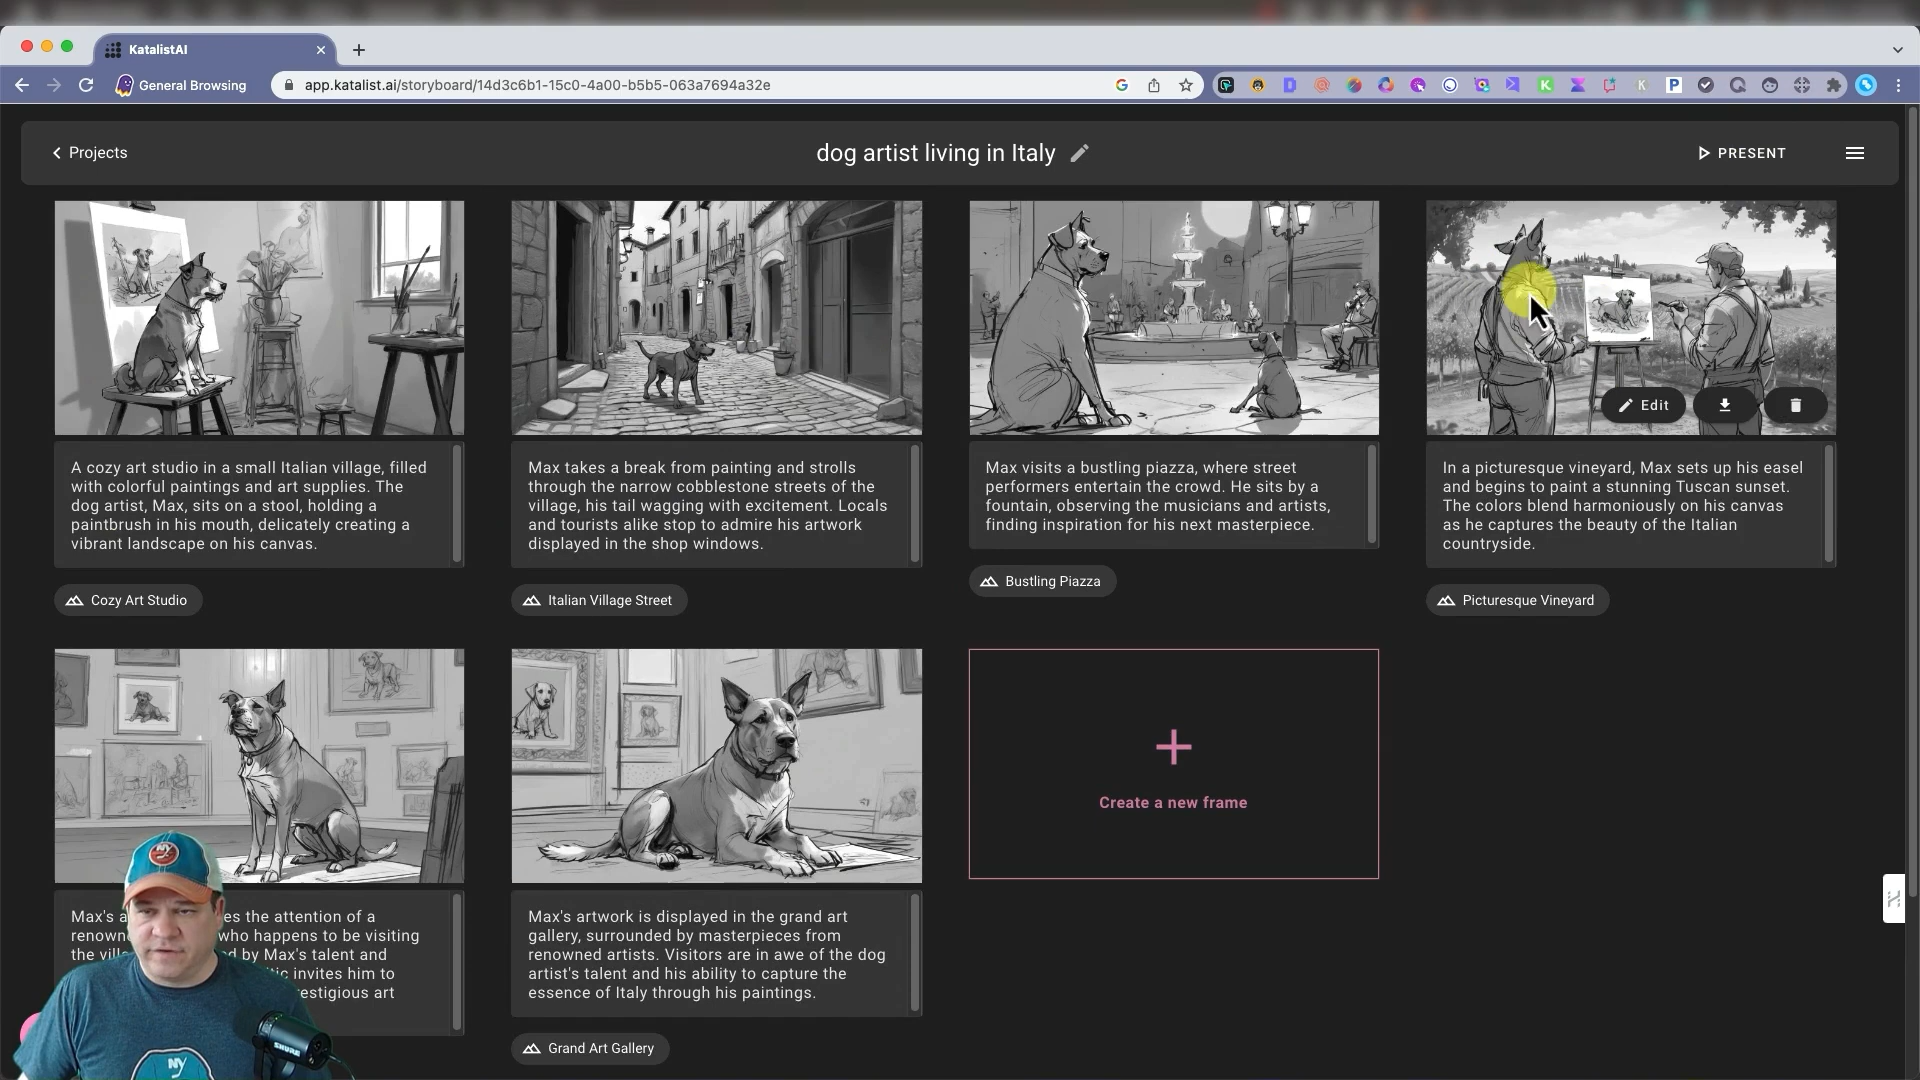 KatalistAI
General Browsing
app.katalist.ai/storyboard/14d3c6b1-15c0-4a00-b5b5-063a7694a32e
Projects
dog artist living in Italy
PRESENT
Edit
A cozy art studio in a small Italian village, filled
with colorful paintings and art supplies. The
dog artist, Max, sits on a stool, holding a
paintbrush in his mouth, delicately creating a
vibrant landscape on his canvas.
Cozy Art Studio
Max takes a break from painting and strolls
through the narrow cobblestone streets of the
village, his tail wagging with excitement. Locals
and tourists alike stop to admire his artwork
displayed in the shop windows.
Italian Village Street
Max visits a bustling piazza, where street
performers entertain the crowd. He sits by a
fountain, observing the musicians and artists,
finding inspiration for his next masterpiece.
Bustling Piazza
In a picturesque vineyard, Max sets up his easel
and begins to paint a stunning Tuscan sunset.
The colors blend harmoniously on his canvas
as he captures the beauty of the Italian
countryside.
Picturesque Vineyard
Max's es the attention of a
who happens to be visiting
the by Max's talent and
invites him to
art
Max's artwork is displayed in the grand art
gallery, surrounded by masterpieces from
renowned artists. Visitors are in awe of the dog
artist's talent and his ability to capture the
essence of Italy through his paintings.
Grand Art Gallery
Create a new frame
NY
SHURE
NY